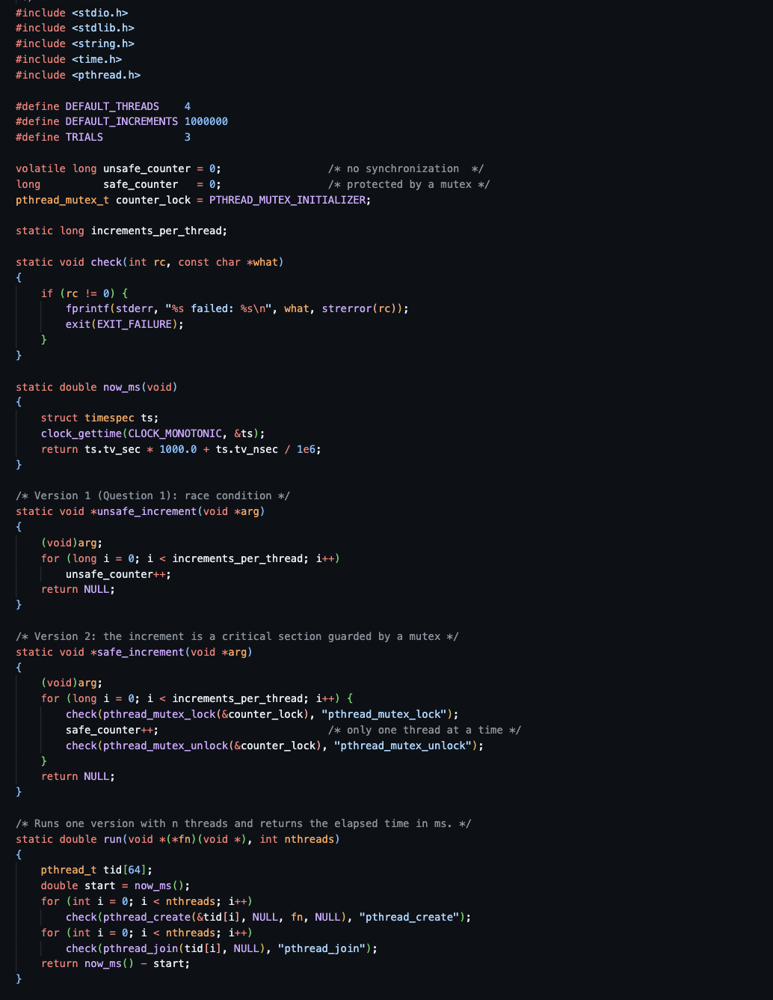 #include <stdio.h>
#include <stdlib.h>
#include <string.h>
#include <time.h>
#include <pthread.h>

#define DEFAULT_THREADS    4
#define DEFAULT_INCREMENTS 1000000
#define TRIALS             3

volatile long unsafe_counter = 0;                 /* no synchronization  */
long          safe_counter   = 0;                 /* protected by a mutex */
pthread_mutex_t counter_lock = PTHREAD_MUTEX_INITIALIZER;

static long increments_per_thread;

static void check(int rc, const char *what)
{
    if (rc != 0) {
        fprintf(stderr, "%s failed: %s\n", what, strerror(rc));
        exit(EXIT_FAILURE);
    }
}

static double now_ms(void)
{
    struct timespec ts;
    clock_gettime(CLOCK_MONOTONIC, &ts);
    return ts.tv_sec * 1000.0 + ts.tv_nsec / 1e6;
}

/* Version 1 (Question 1): race condition */
static void *unsafe_increment(void *arg)
{
    (void)arg;
    for (long i = 0; i < increments_per_thread; i++)
        unsafe_counter++;
    return NULL;
}

/* Version 2: the increment is a critical section guarded by a mutex */
static void *safe_increment(void *arg)
{
    (void)arg;
    for (long i = 0; i < increments_per_thread; i++) {
        check(pthread_mutex_lock(&counter_lock), "pthread_mutex_lock");
        safe_counter++;                           /* only one thread at a time */
        check(pthread_mutex_unlock(&counter_lock), "pthread_mutex_unlock");
    }
    return NULL;
}

/* Runs one version with n threads and returns the elapsed time in ms. */
static double run(void *(*fn)(void *), int nthreads)
{
    pthread_t tid[64];
    double start = now_ms();
    for (int i = 0; i < nthreads; i++)
        check(pthread_create(&tid[i], NULL, fn, NULL), "pthread_create");
    for (int i = 0; i < nthreads; i++)
        check(pthread_join(tid[i], NULL), "pthread_join");
    return now_ms() - start;
}